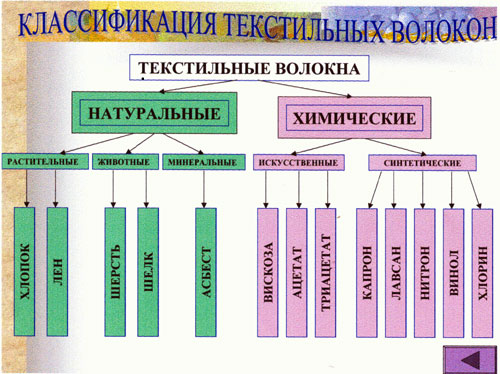 КЛАССИФИКАЦИЯ ТЕКСТИЛЬНЫХ ВОЛОКОН
ТЕКСТИЛЬНЫЕ ВОЛОКНА
НАТУРАЛЬНЫЕ
ХИМИЧЕСКИЕ
РАСТИТЕЛЬНЫЕ
ЖИВОТНЫЕ
МИНЕРАЛЬНЫЕ
ИСКУССТВЕННЫЕ
СИНТЕТИЧЕСКИЕ
ХЛОПОК
ЛЕН
ШЕРСТЬ
ШЕЛК
АСБЕСТ
ВИСКОЗА
АЦЕТАТ
ТРИАЦЕТАТ
КАПРОН
ЛАВСАН
НИТРОН
ВИНОЛ
ХЛОРИН